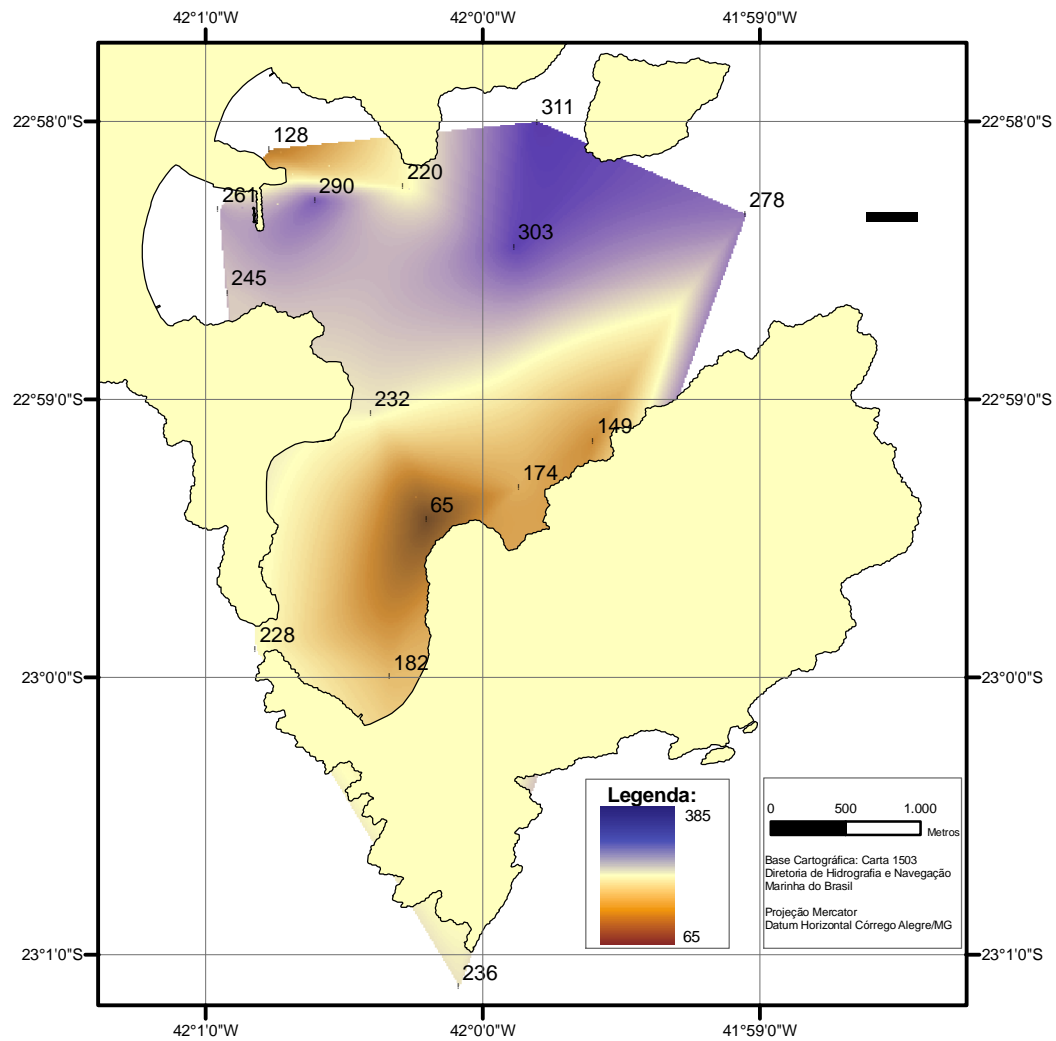 42°1'0"W
42°0'0"W
41°59'0"W
22°58'0"S
22°58'0"S
311
128
220
290
261
278
303
245
22°59'0"S
22°59'0"S
232
149
174
65
228
182
23°0'0"S
23°0'0"S
Legenda:
385
65
0 500 1.000
Metros
Base Cartográfica: Carta 1503
Diretoria de Hidrografia e Navegação
Marinha do Brasil
Projeção Mercator
Datum Horizontal Córrego Alegre/MG
23°1'0"S
23°1'0"S
236
42°1'0"W
42°0'0"W
41°59'0"W